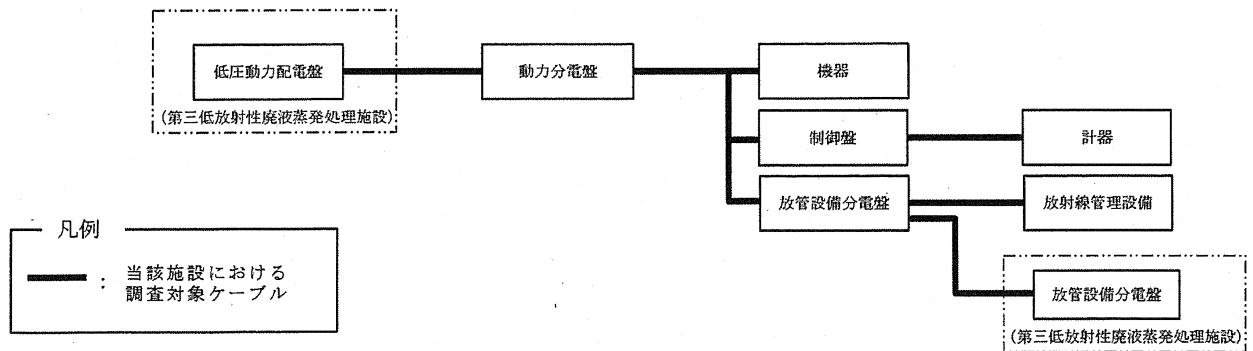 低圧動力配電盤
(第三低放射性廃液蒸発処理施設)
動力分電盤
機器
制御盤
計器
放管設備分電盤
放射線管理設備
放管設備分電盤
(第三低放射性廃液蒸発処理施設)
凡例
： 当該施設における
調査対象ケーブル